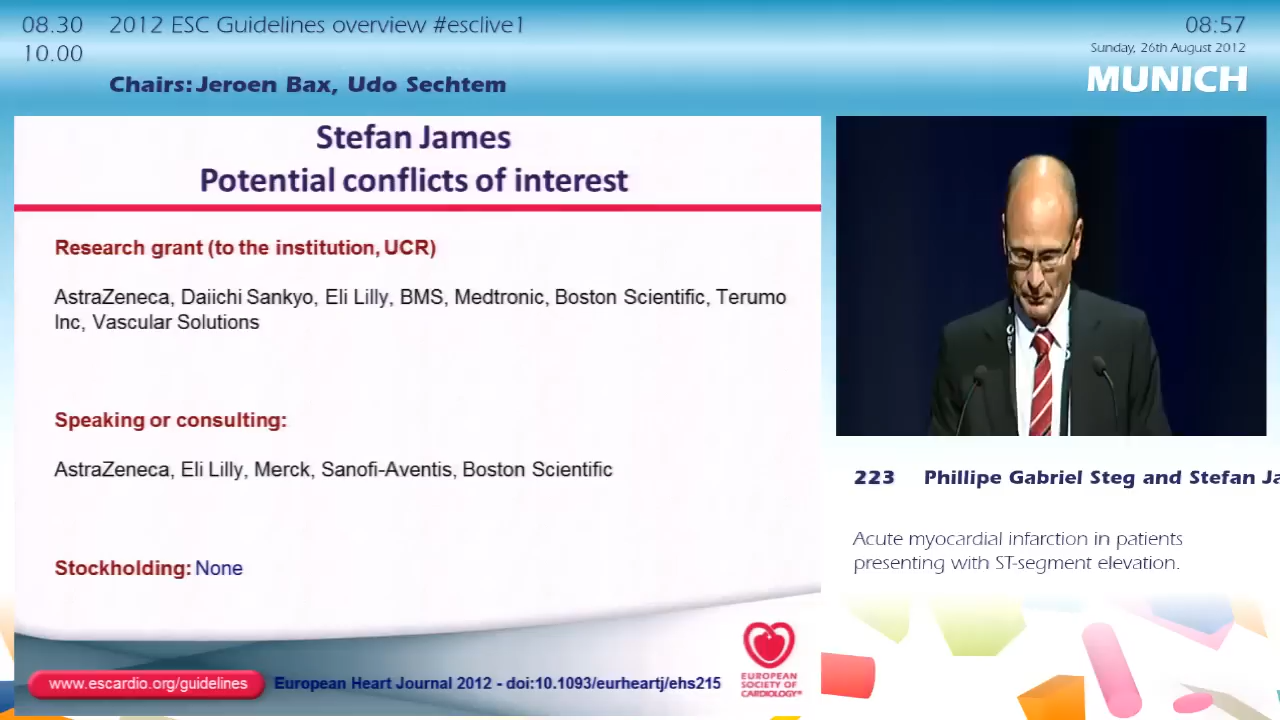 08.30
10.00
2012 ESC Guidelines overview #esclive1
Chairs: Jeroen Bax, Udo Sechtem
08:57
Sunday, 26th August 2012
MUNICH
Stefan James
Potential conflicts of interest
Research grant (to the institution, UCR)
AstraZeneca, Daiichi Sankyo, Eli Lilly, BMS, Medtronic, Boston Scientific, Terumo
Inc, Vascular Solutions
Speaking or consulting:
AstraZeneca, Eli Lilly, Merck, Sanofi-Aventis, Boston Scientific
Stockholding: None
www.escardio.org/guidelines
European Heart Journal 2012 - doi:10.1093/eurheartj/ehs215
EUROPEAN
SOCIETY OF
CARDIOLOGY®
223 Phillipe Gabriel Steg and Stefan Ja
Acute myocardial infarction in patients
presenting with ST-segment elevation.